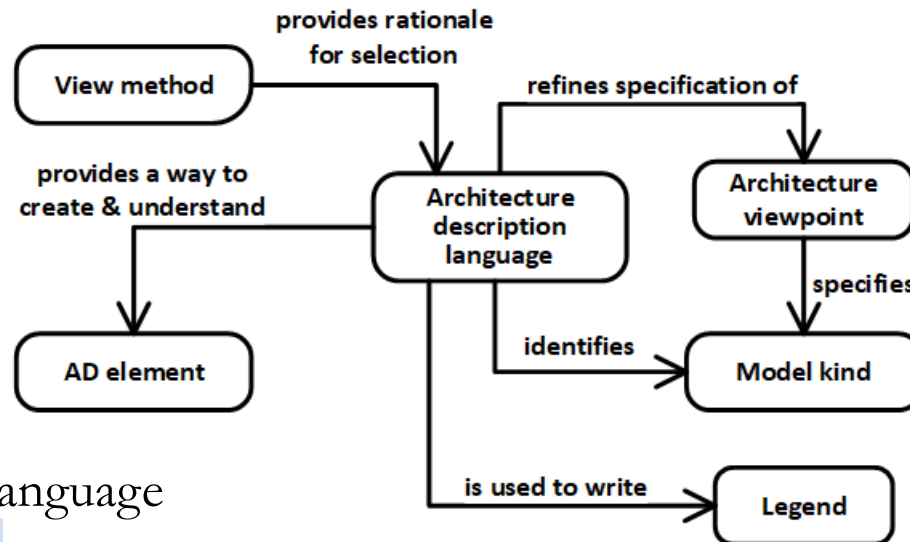 provides rationale
for selection
View method
refines specification of
provides a way to
create & understand
Architecture
description
language
Architecture
viewpoint
specifies
AD element
identifies
Model kind
anguage
is used to write
Legend